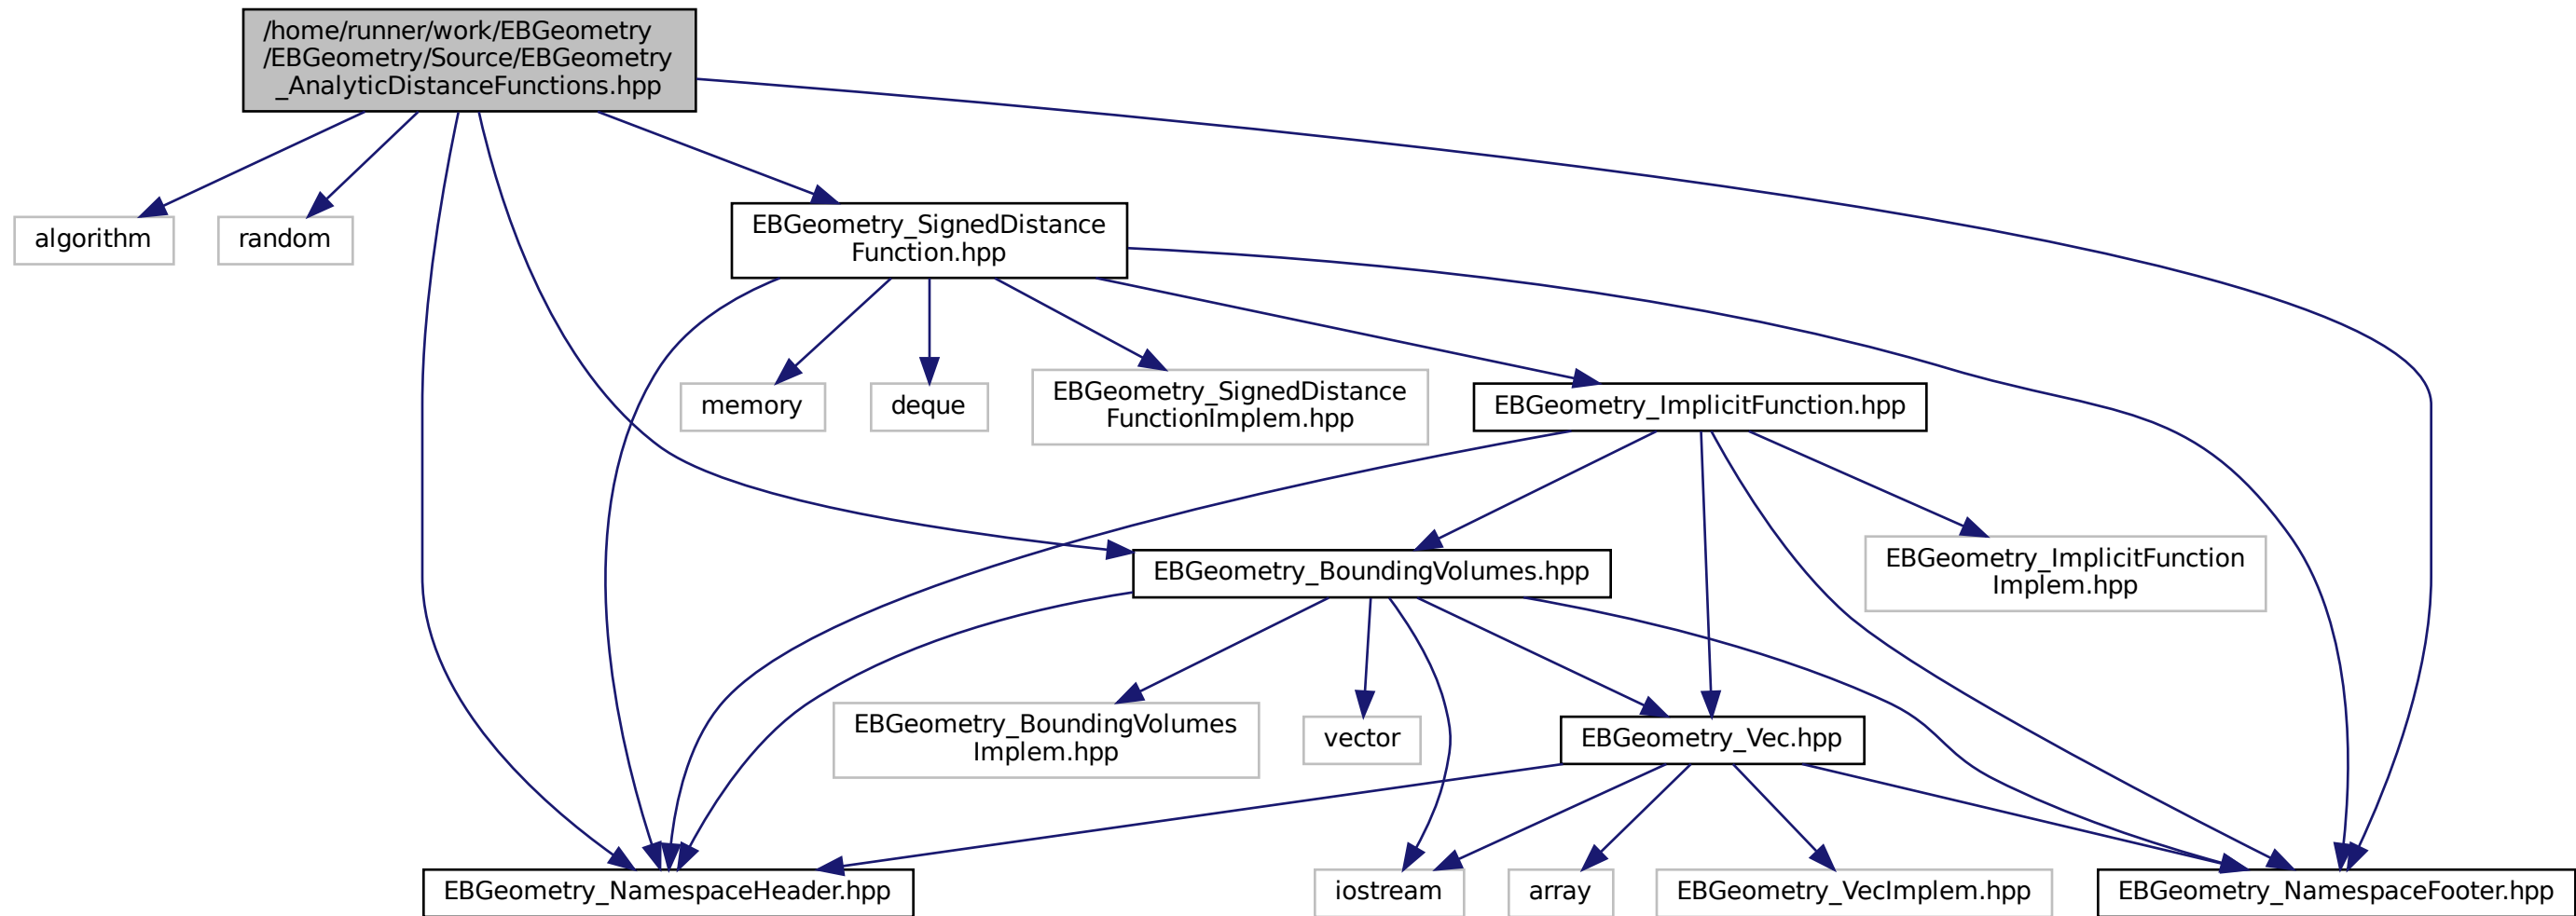 /home/runner/work/EBGeometry
/EBGeometry/Source/EBGeometry
_AnalyticDistanceFunctions.hpp
algorithm
random
EBGeometry_SignedDistance
Function.hpp
memory
deque
EBGeometry_SignedDistance
FunctionImplem.hpp
EBGeometry_ImplicitFunction.hpp
EBGeometry_BoundingVolumes.hpp
EBGeometry_ImplicitFunction
Implem.hpp
EBGeometry_BoundingVolumes
Implem.hpp
vector
EBGeometry_Vec.hpp
EBGeometry_NamespaceHeader.hpp
iostream
array
EBGeometry_VecImplem.hpp
EBGeometry_NamespaceFooter.hpp